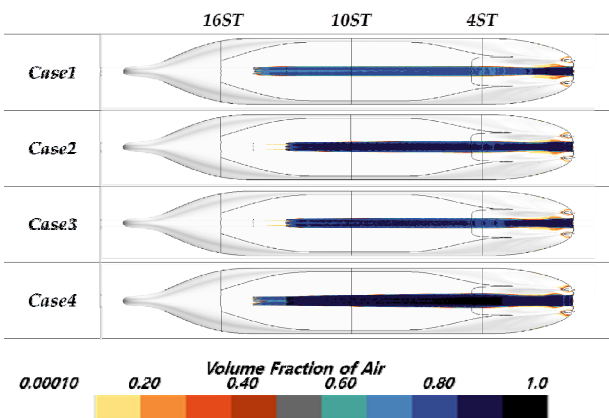 16ST 10ST 4ST
Case1
Case2
Case3
Case4
Volume Fraction of Air
0.00010 0.20 0.40 0.60 0.80 1.0